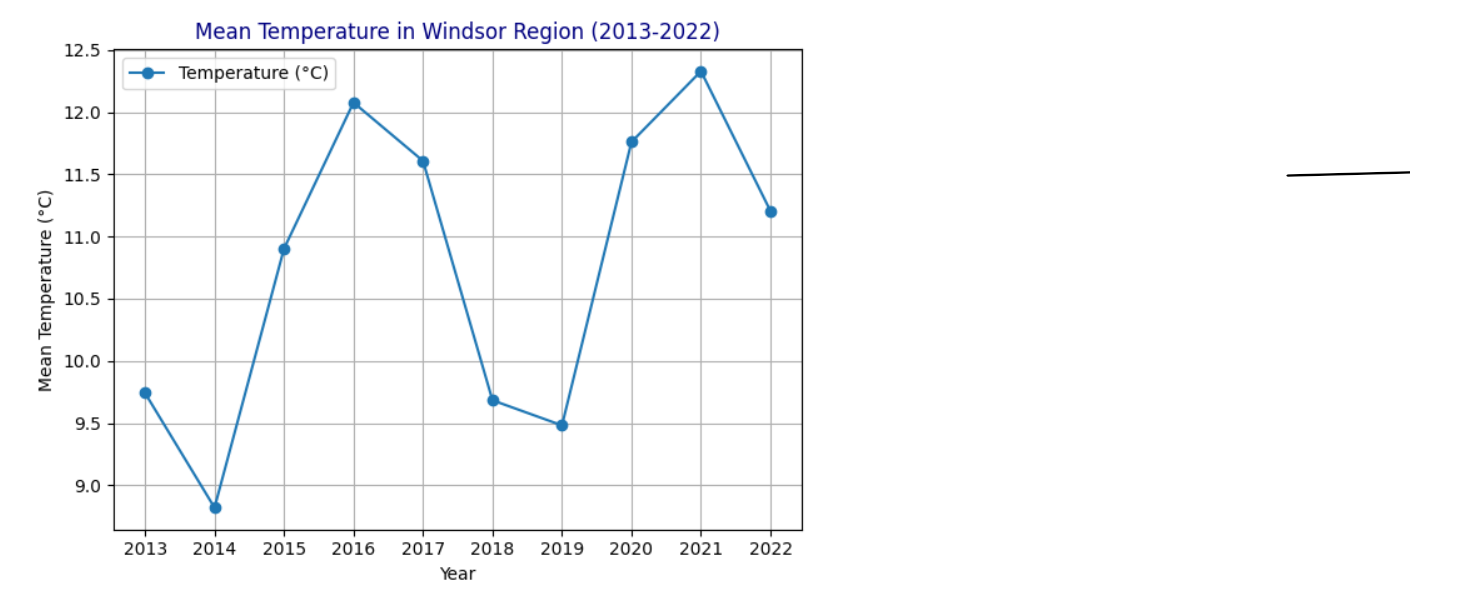 Mean Temperature in Windsor Region (2013-2022)
12.5
Temperature (°C)
12.0
11.5
11.0
10.5
10.0
9.5
9.0
Mean Temperature (°C)
2013 2014 2015 2016 2017 2018 2019 2020 2021 2022
Year